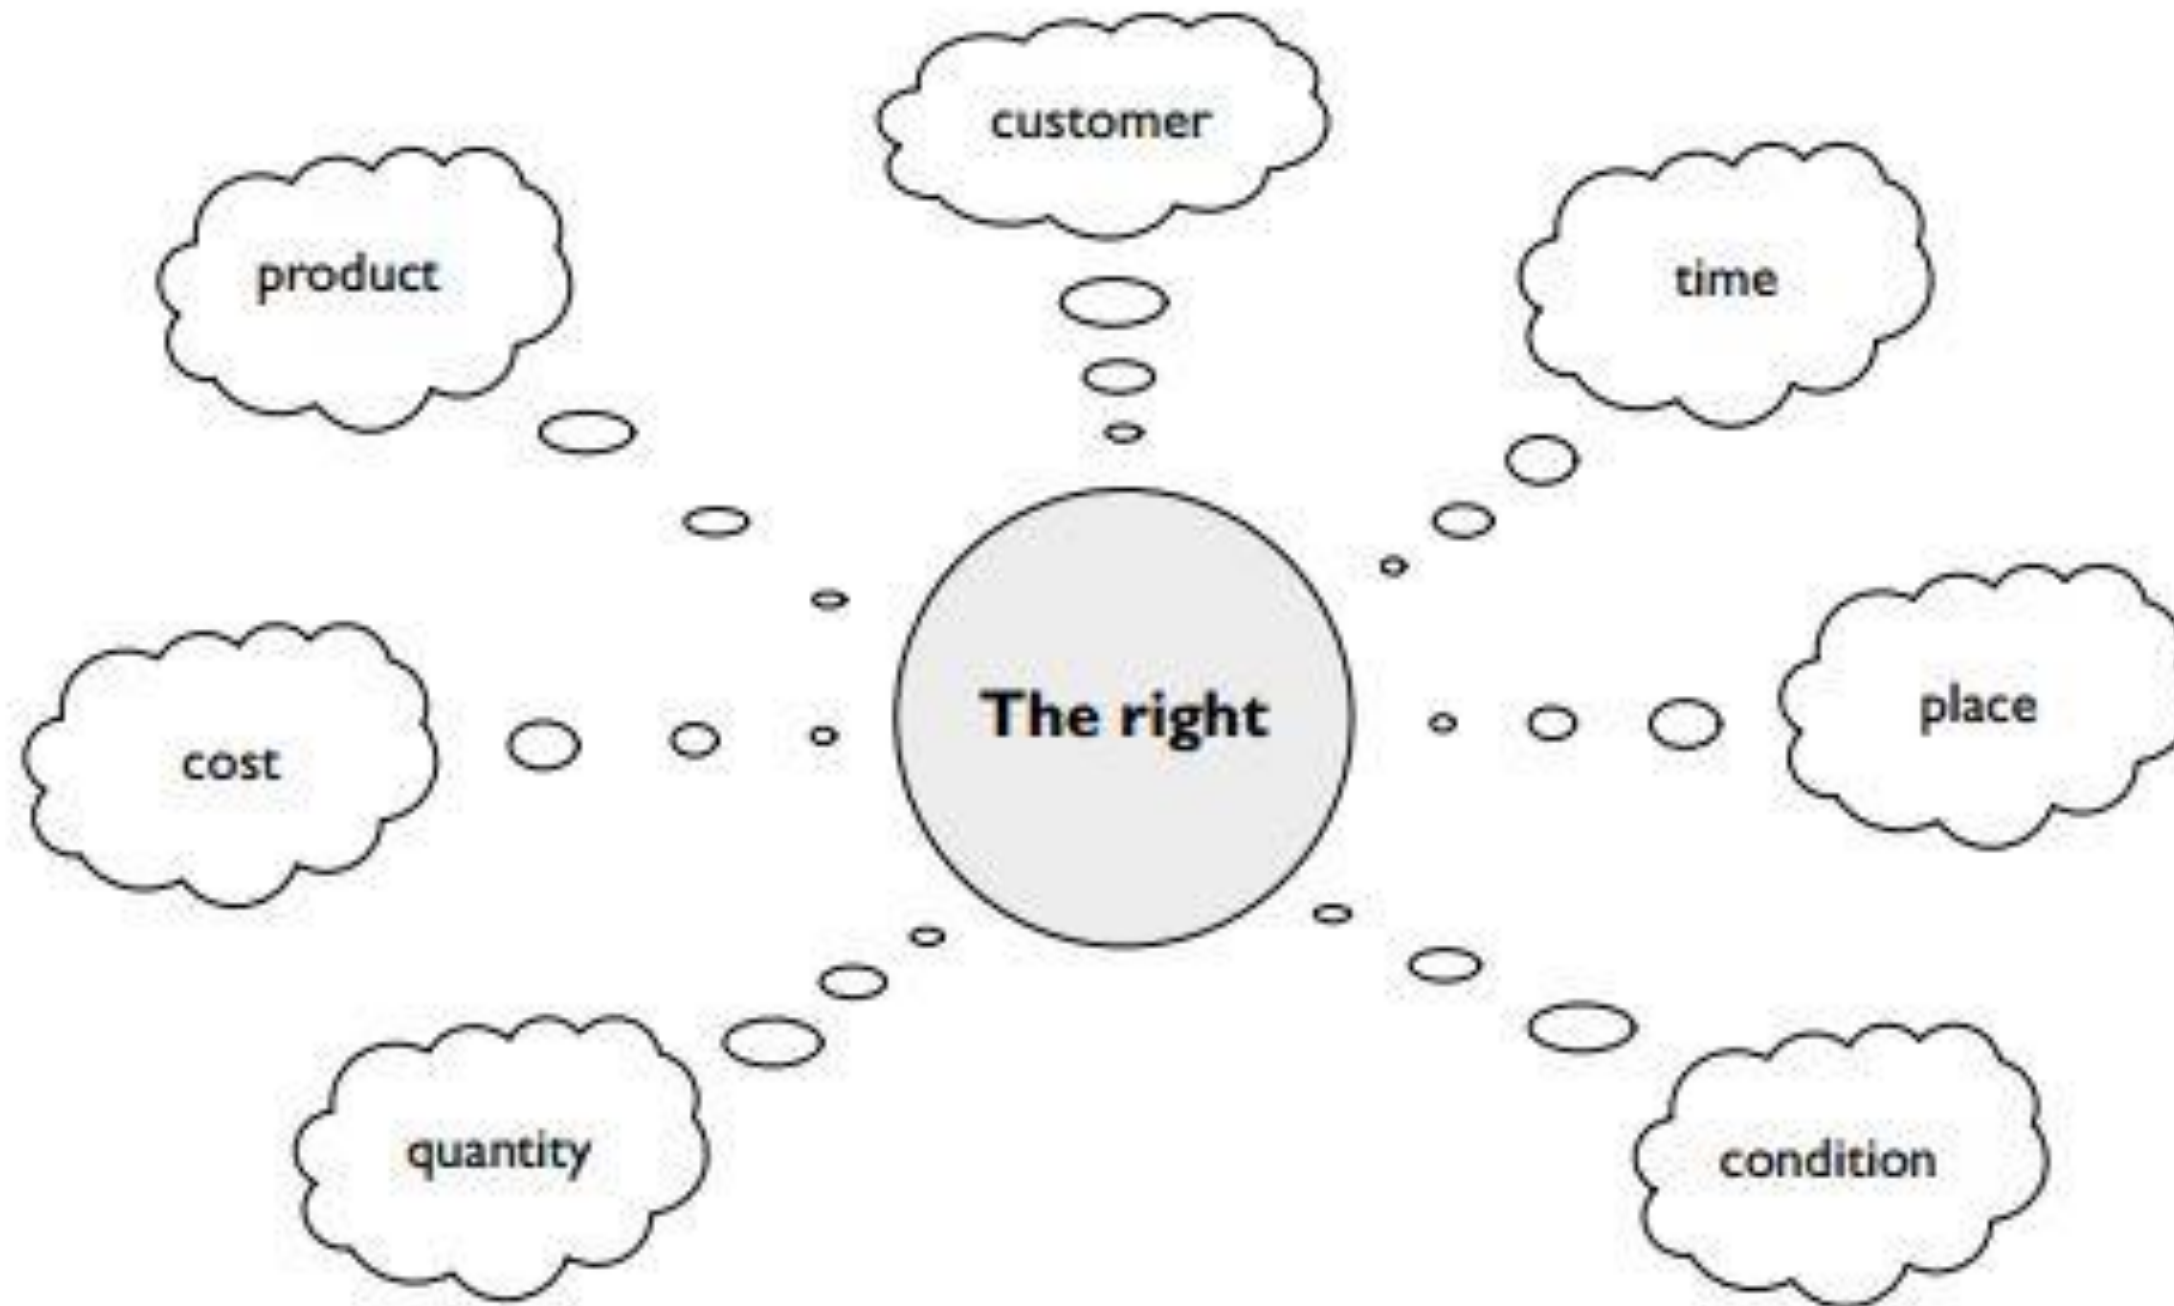 customer
product
time
The right
place
cost
quantity
condition